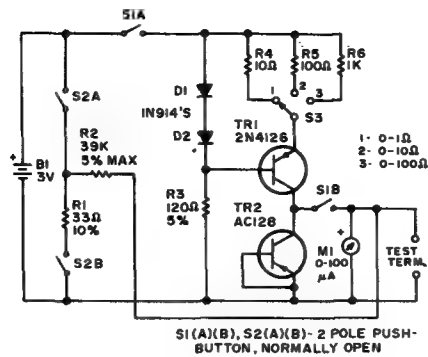 S1A
R4
10Ω
R5
100Ω
R6
1K
S2A
D1
1N914'S
D2
1
2
3
S3
TR1
2N4126
R2
39K
5% MAX
+
B1
3V
1- 0-1Ω
2- 0-10Ω
3- 0-100Ω
R1
33Ω
10%
R3
120Ω
5%
S1B
TR2
AC128
+
M1
0-100
μA
TEST
TERM.
S2B
S1(A)(B), S2(A)(B)- 2 POLE PUSH-
BUTTON, NORMALLY OPEN